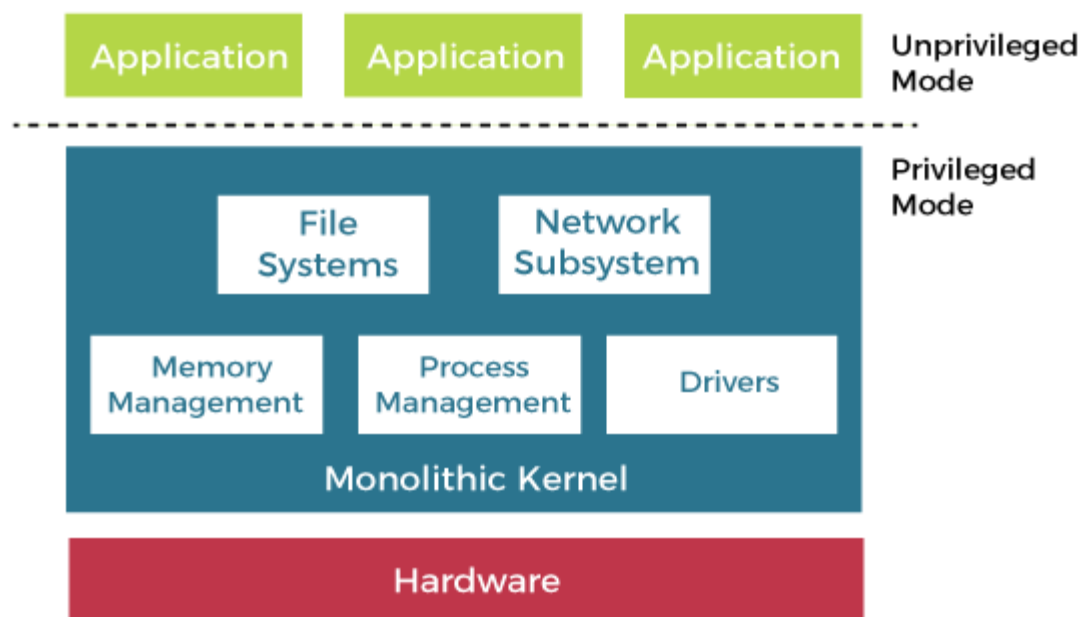 Application
Application
Application
Unprivileged
Mode
Privileged
Mode
File
Systems
Network
Subsystem
Memory
Management
Process
Management
Drivers
Monolithic Kernel
Hardware